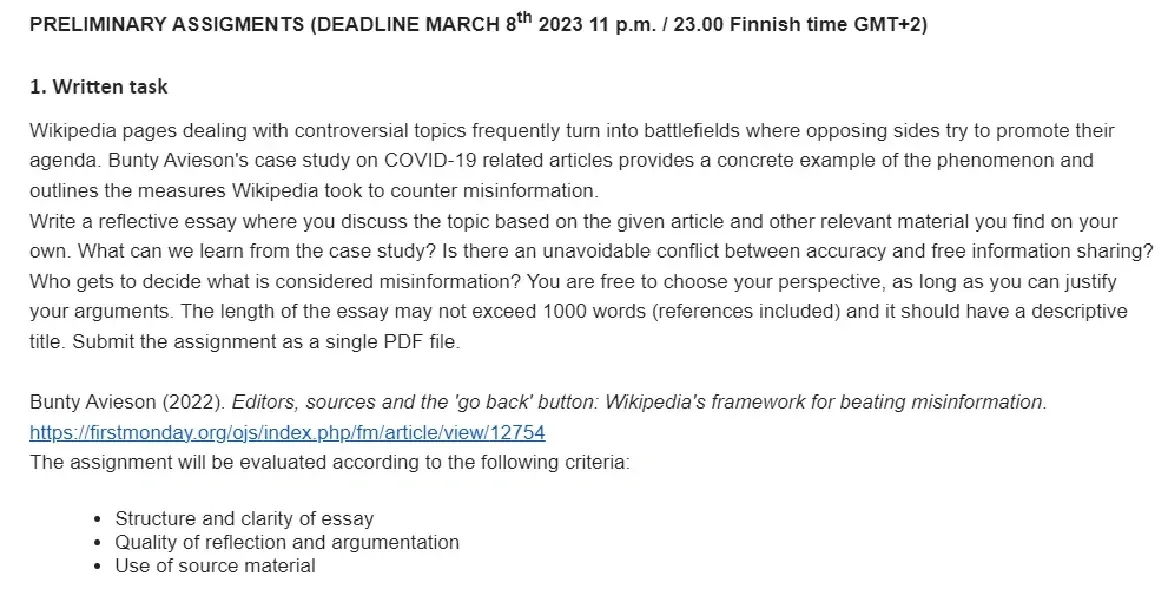 PRELIMINARY ASSIGMENTS (DEADLINE MARCH 8th 2023 11 p.m. / 23.00 Finnish time GMT+2)
1. Written task
Wikipedia pages dealing with controversial topics frequently turn into battlefields where opposing sides try to promote their
agenda. Bunty Avieson's case study on COVID-19 related articles provides a concrete example of the phenomenon and
outlines the measures Wikipedia took to counter misinformation.
Write a reflective essay where you discuss the topic based on the given article and other relevant material you find on your
own. What can we learn from the case study? Is there an unavoidable conflict between accuracy and free information sharing?
Who gets to decide what is considered misinformation? You are free to choose your perspective, as long as you can justify
your arguments. The length of the essay may not exceed 1000 words (references included) and it should have a descriptive
title. Submit the assignment as a single PDF file.
Bunty Avieson (2022). Editors, sources and the 'go back' button: Wikipedia's framework for beating misinformation.
https://firstmonday.org/ojs/index.php/fm/article/view/12754
The assignment will be evaluated according to the following criteria:
• Structure and clarity of essay
• Quality of reflection and argumentation
• Use of source material